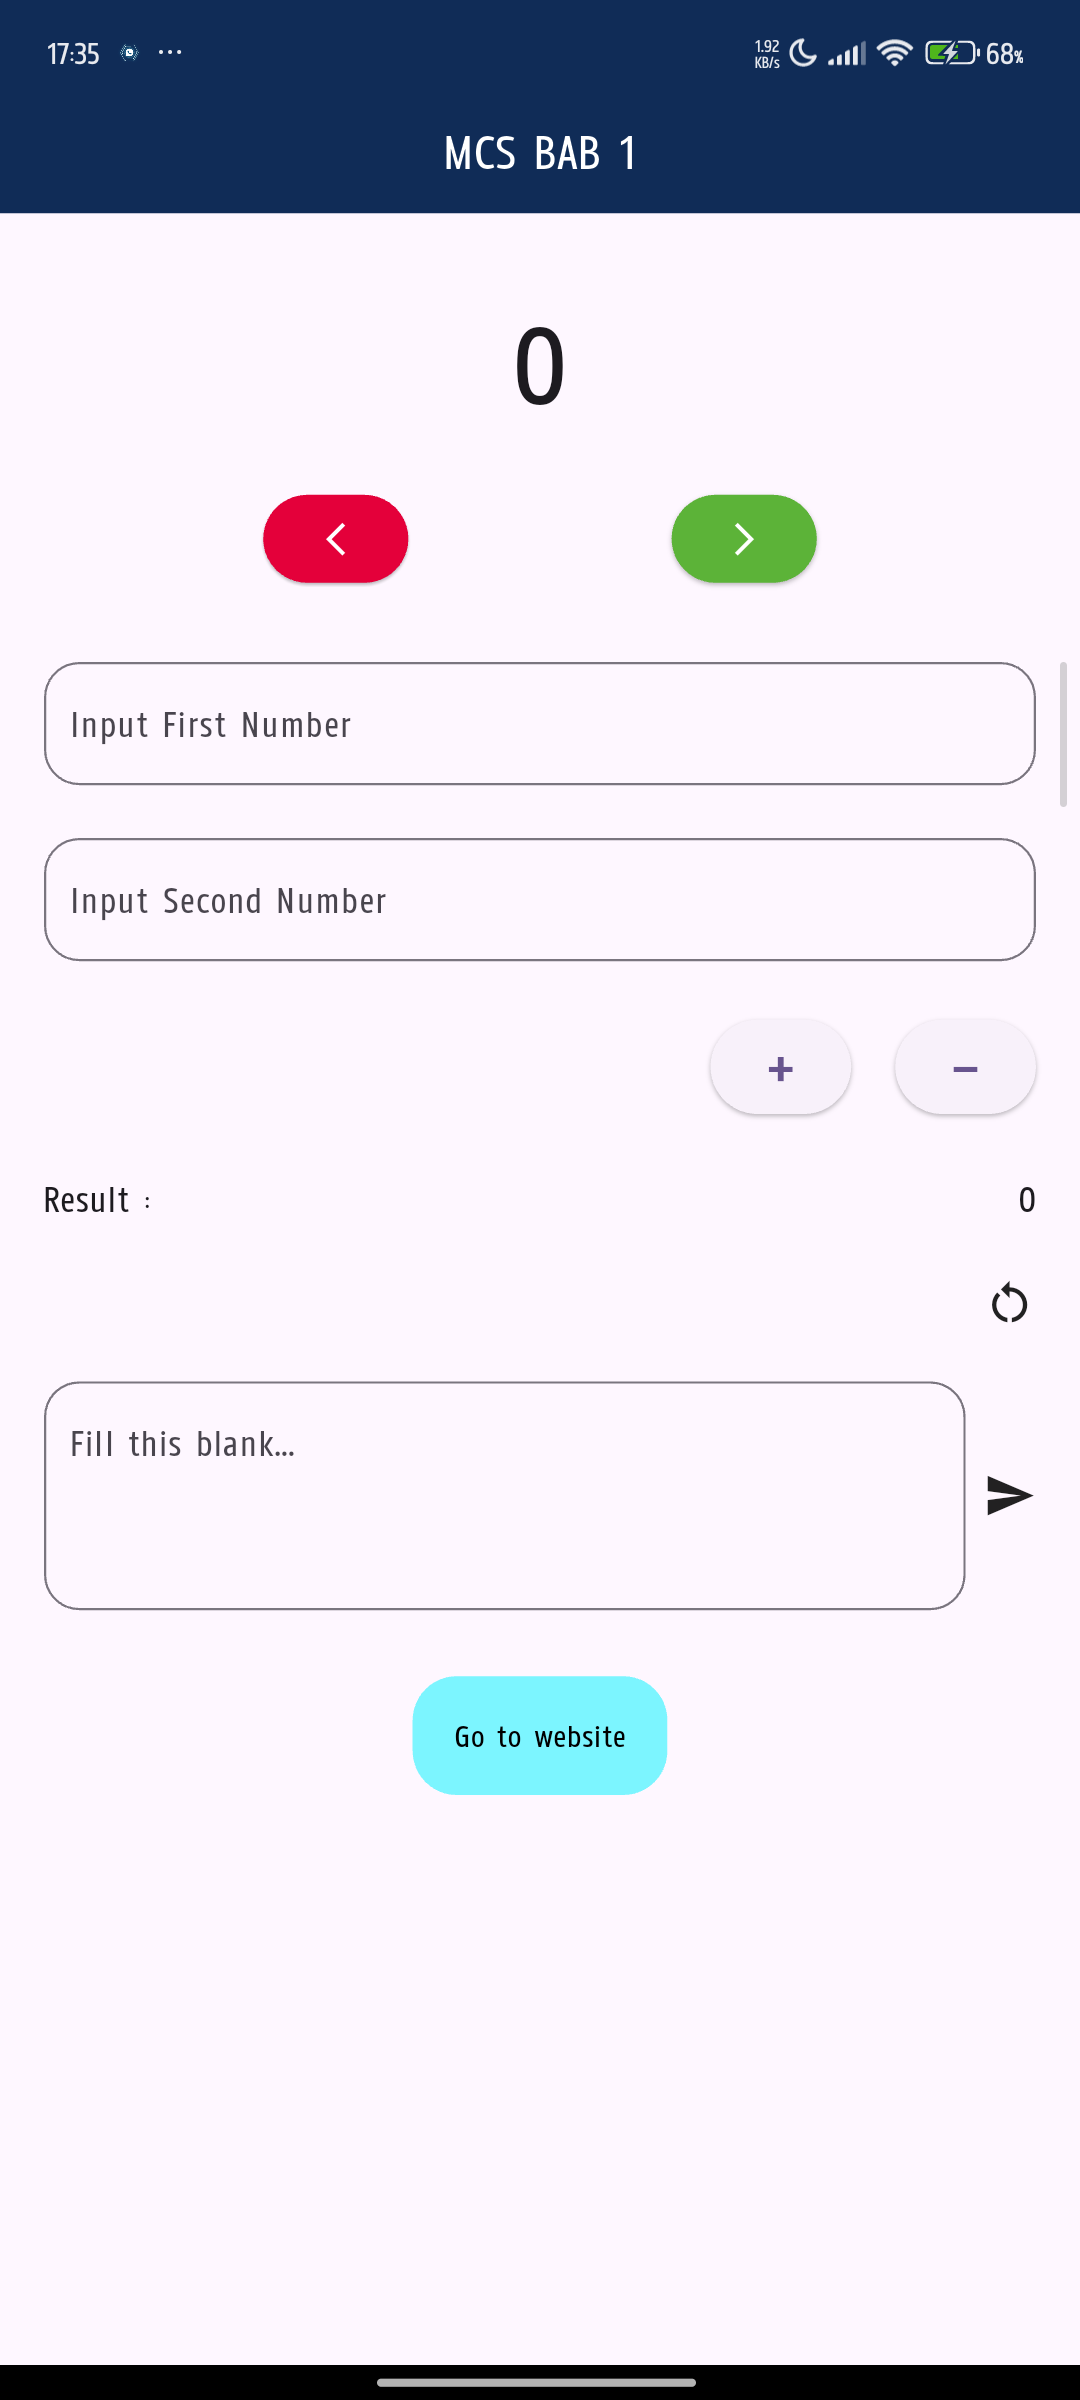 17:35 ... 1.92 KB/s 68%
MCS BAB 1
0
Input First Number
Input Second Number
+ −
Result : 0
Fill this blank...
Go to website